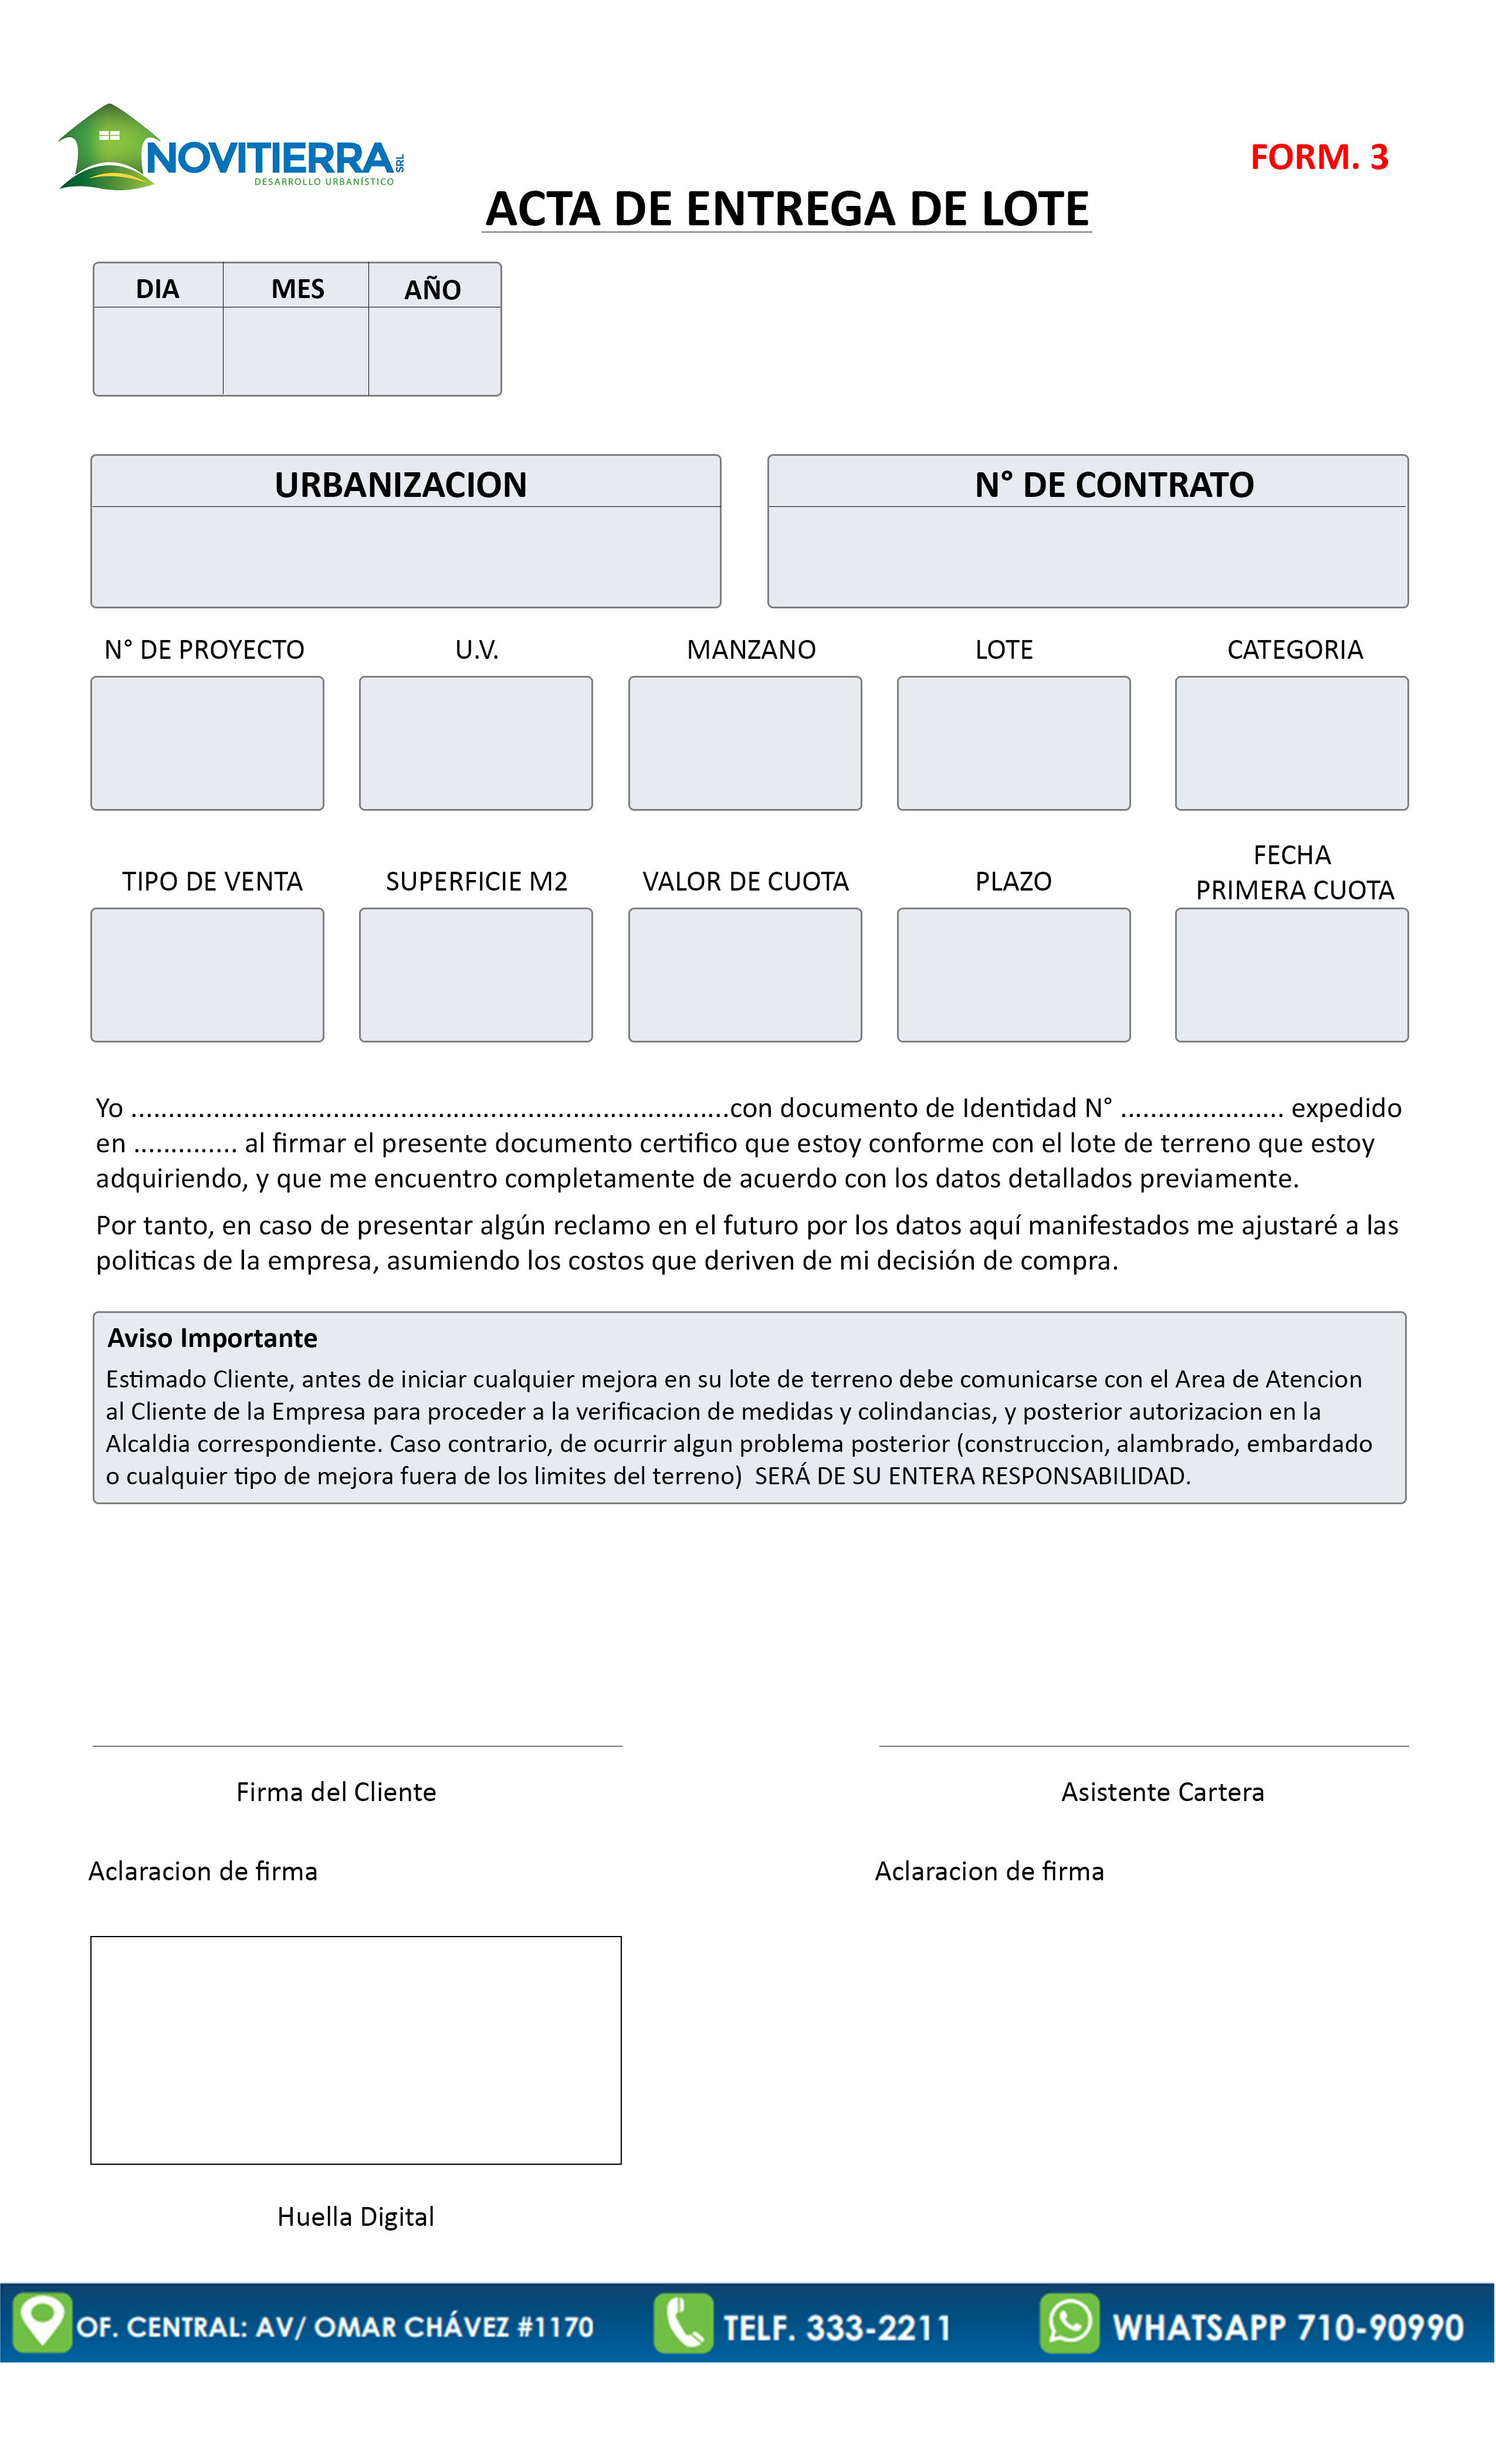 NOVITIERRA SRL
DESARROLLO URBANÍSTICO
FORM. 3
ACTA DE ENTREGA DE LOTE
DIA MES AÑO
URBANIZACION N° DE CONTRATO
N° DE PROYECTO U.V. MANZANO LOTE CATEGORIA
FECHA
TIPO DE VENTA SUPERFICIE M2 VALOR DE CUOTA PLAZO PRIMERA CUOTA
Yo ................................................................................con documento de Identidad N° ...................... expedido
en .............. al firmar el presente documento certifico que estoy conforme con el lote de terreno que estoy
adquiriendo, y que me encuentro completamente de acuerdo con los datos detallados previamente.
Por tanto, en caso de presentar algún reclamo en el futuro por los datos aquí manifestados me ajustaré a las
politicas de la empresa, asumiendo los costos que deriven de mi decisión de compra.
Aviso Importante
Estimado Cliente, antes de iniciar cualquier mejora en su lote de terreno debe comunicarse con el Area de Atencion
al Cliente de la Empresa para proceder a la verificacion de medidas y colindancias, y posterior autorizacion en la
Alcaldia correspondiente. Caso contrario, de ocurrir algun problema posterior (construccion, alambrado, embardado
o cualquier tipo de mejora fuera de los limites del terreno) SERÁ DE SU ENTERA RESPONSABILIDAD.
Firma del Cliente Asistente Cartera
Aclaracion de firma Aclaracion de firma
Huella Digital
OF. CENTRAL: AV/ OMAR CHÁVEZ #1170 TELF. 333-2211 WHATSAPP 710-90990